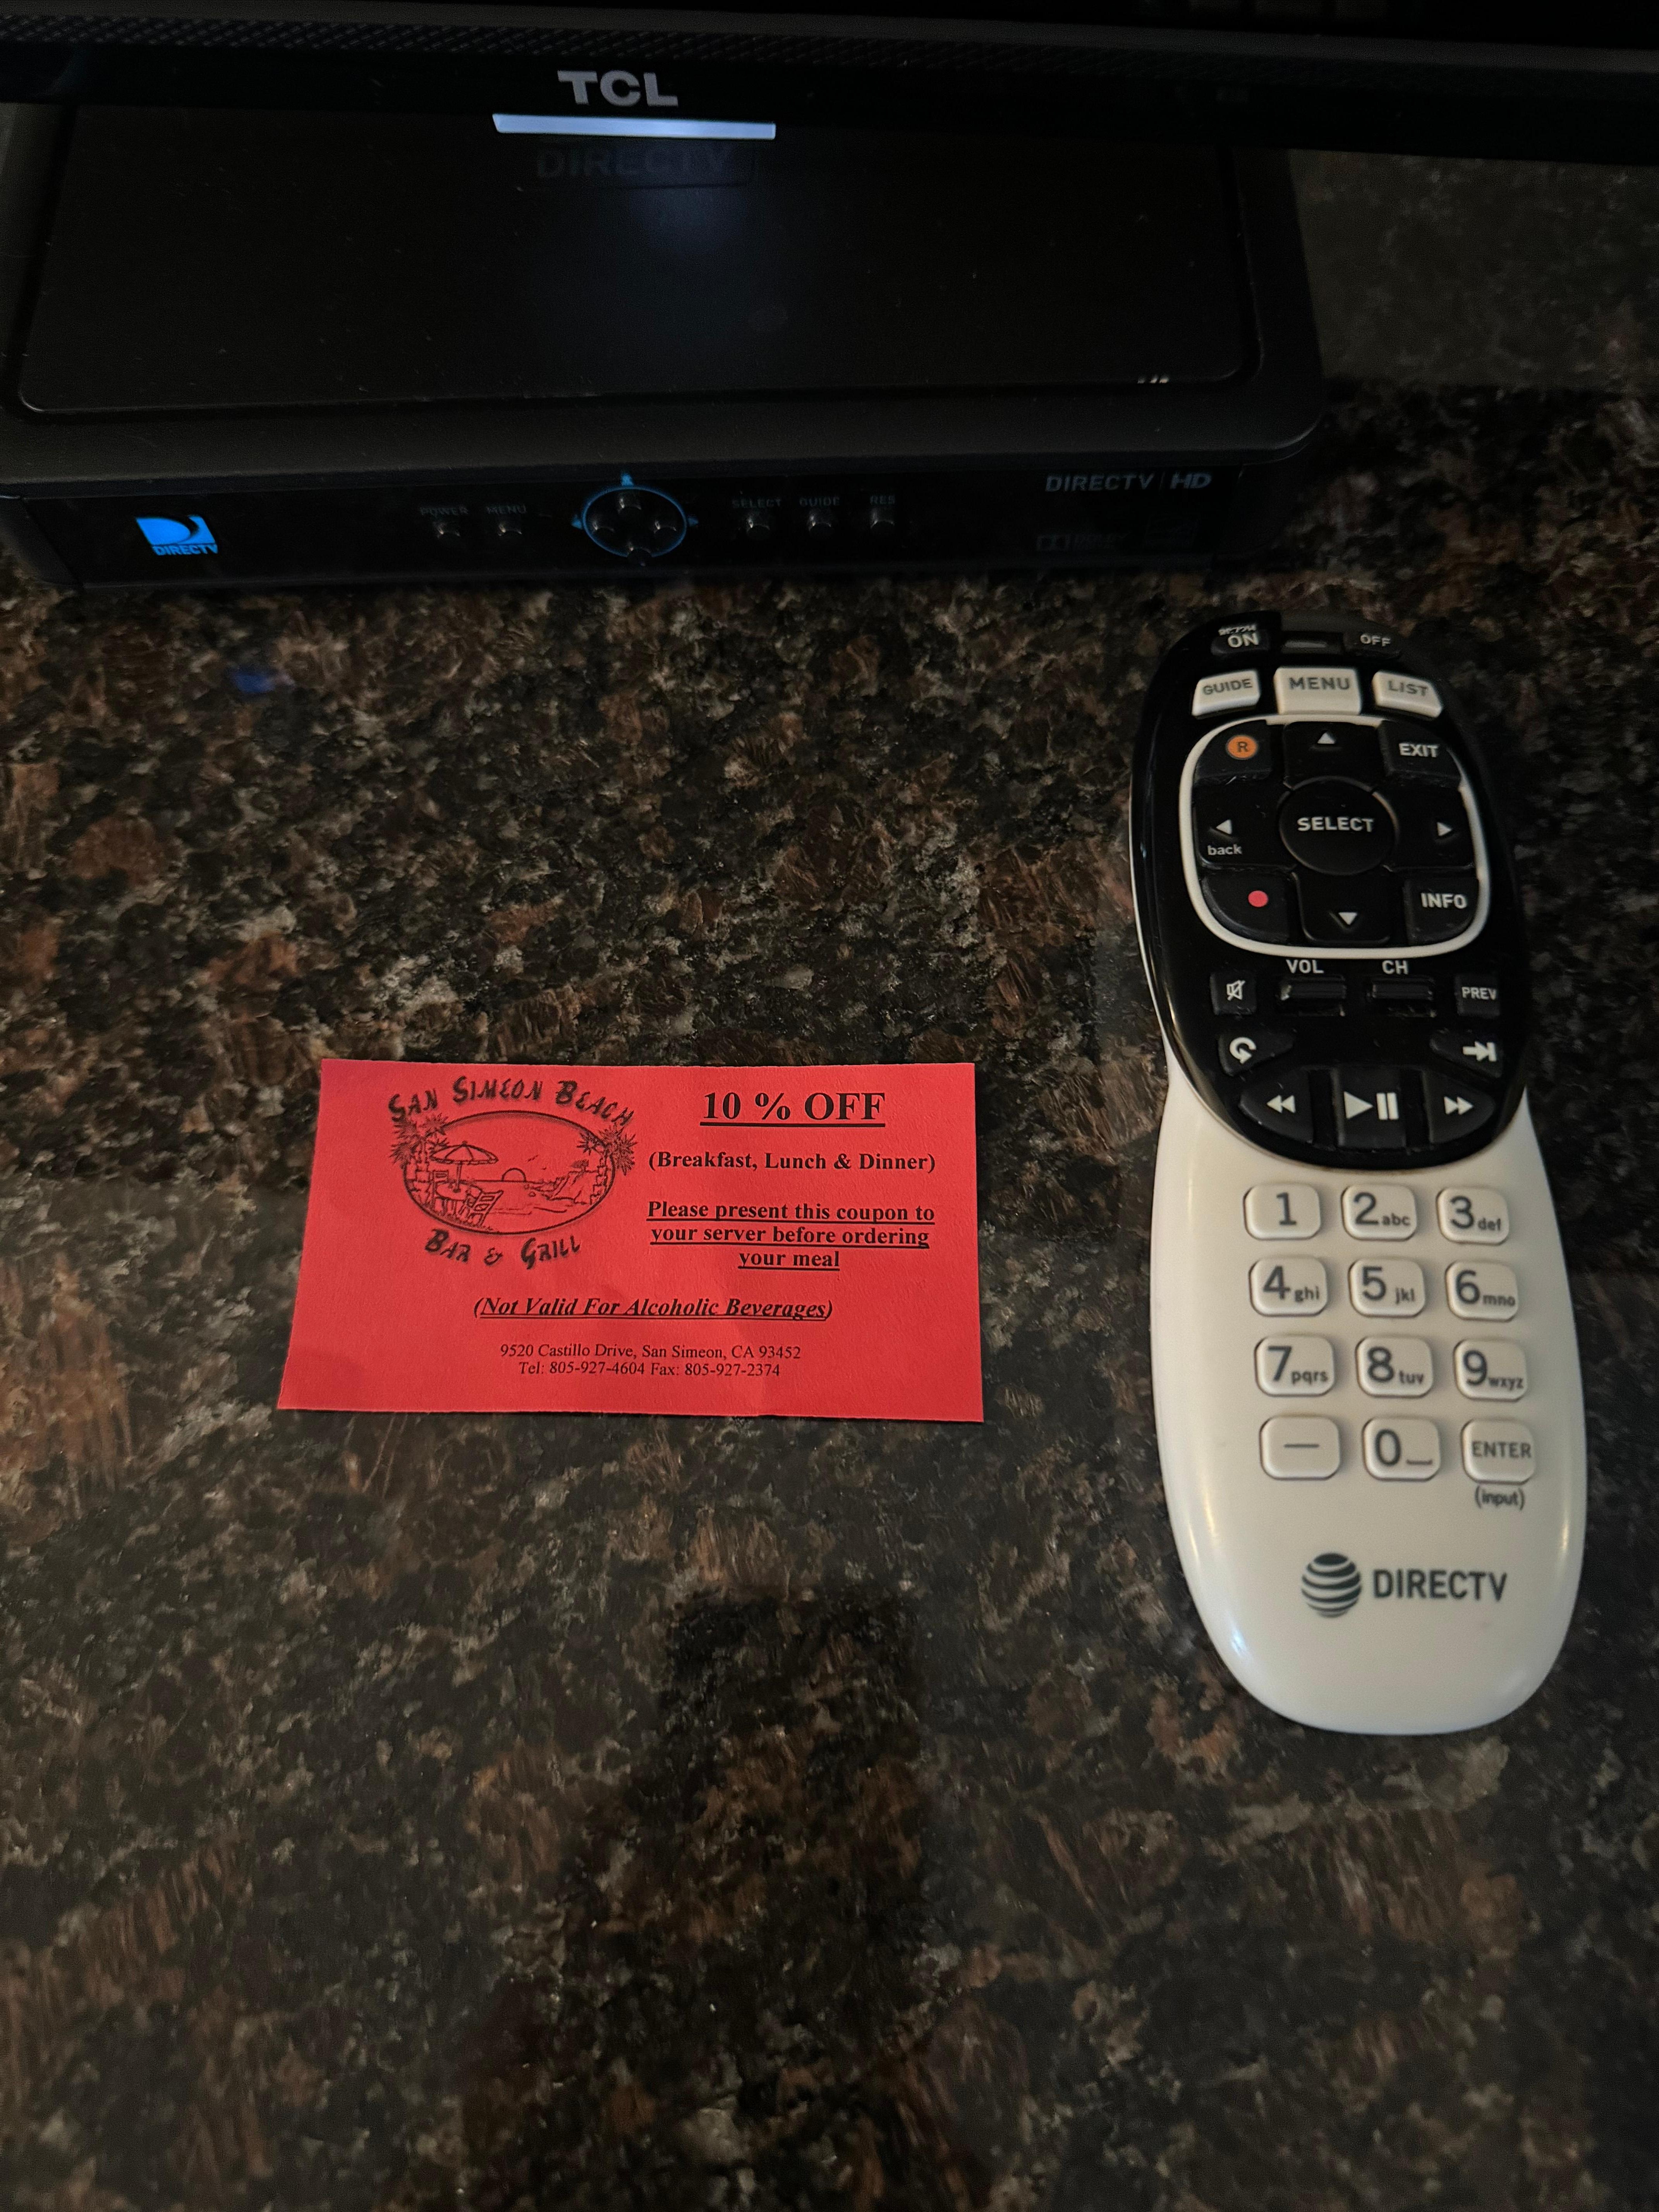 TCL
DIRECTV
DIRECTV
POWER MENU
SELECT GUIDE RES
DIRECTV HD
ON OFF
GUIDE MENU LIST
R EXIT
SELECT
back
INFO
VOL CH
PREV
SAN SIMEON BEACH
BAR & GRILL
10 % OFF
(Breakfast, Lunch & Dinner)
Please present this coupon to
your server before ordering
your meal
(Not Valid For Alcoholic Beverages)
9520 Castillo Drive, San Simeon, CA 93452
Tel: 805-927-4604 Fax: 805-927-2374
1 2abc 3def
4ghi 5jkl 6mno
7pqrs 8tuv 9wxyz
— 0 ENTER
(input)
DIRECTV